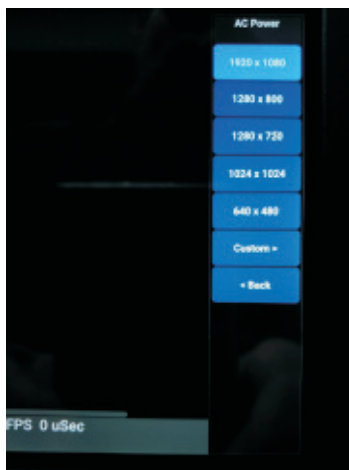 AC Power
1920 x 1080
1280 x 800
1280 x 720
1024 x 1024
640 x 480
Custom >
< Back
FPS 0 uSec